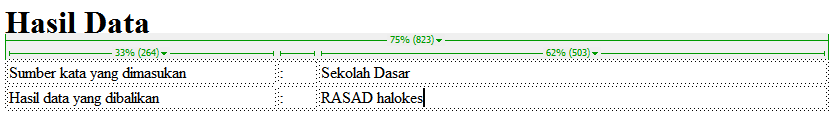 Hasil Data
75% (823)
33% (264) 62% (503)
Sumber kata yang dimasukan : Sekolah Dasar
Hasil data yang dibalikan : RASAD halokes